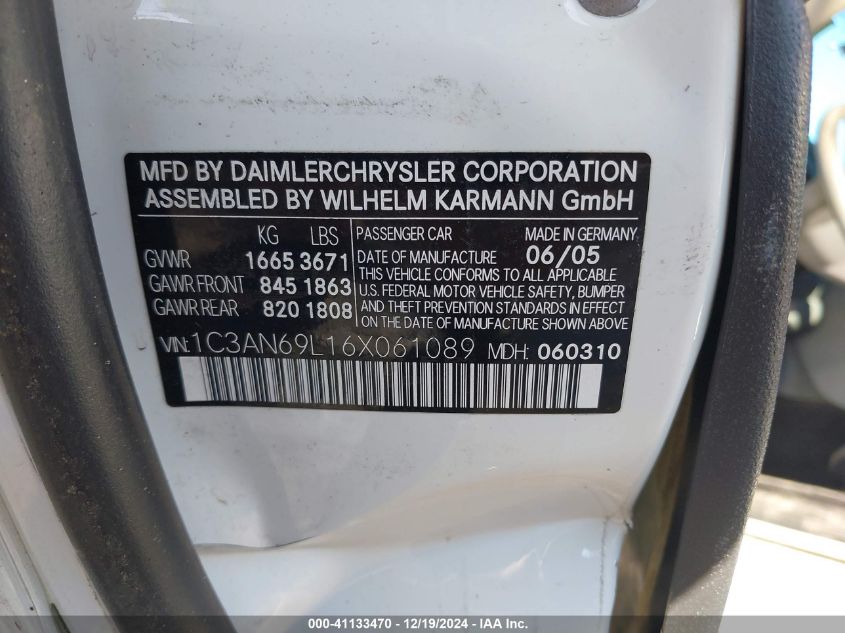 MFD BY DAIMLERCHRYSLER CORPORATION
ASSEMBLED BY WILHELM KARMANN GmbH
KG LBS
GVWR 1665 3671
GAWR FRONT 845 1863
GAWR REAR 820 1808
PASSENGER CAR MADE IN GERMANY
DATE OF MANUFACTURE 06/05
THIS VEHICLE CONFORMS TO ALL APPLICABLE
U.S. FEDERAL MOTOR VEHICLE SAFETY, BUMPER
AND THEFT PREVENTION STANDARDS IN EFFECT
ON THE DATE OF MANUFACTURE SHOWN ABOVE
VIN: 1C3AN69L16X061089 MDH: 060310
000-41133470 - 12/19/2024 - IAA Inc.